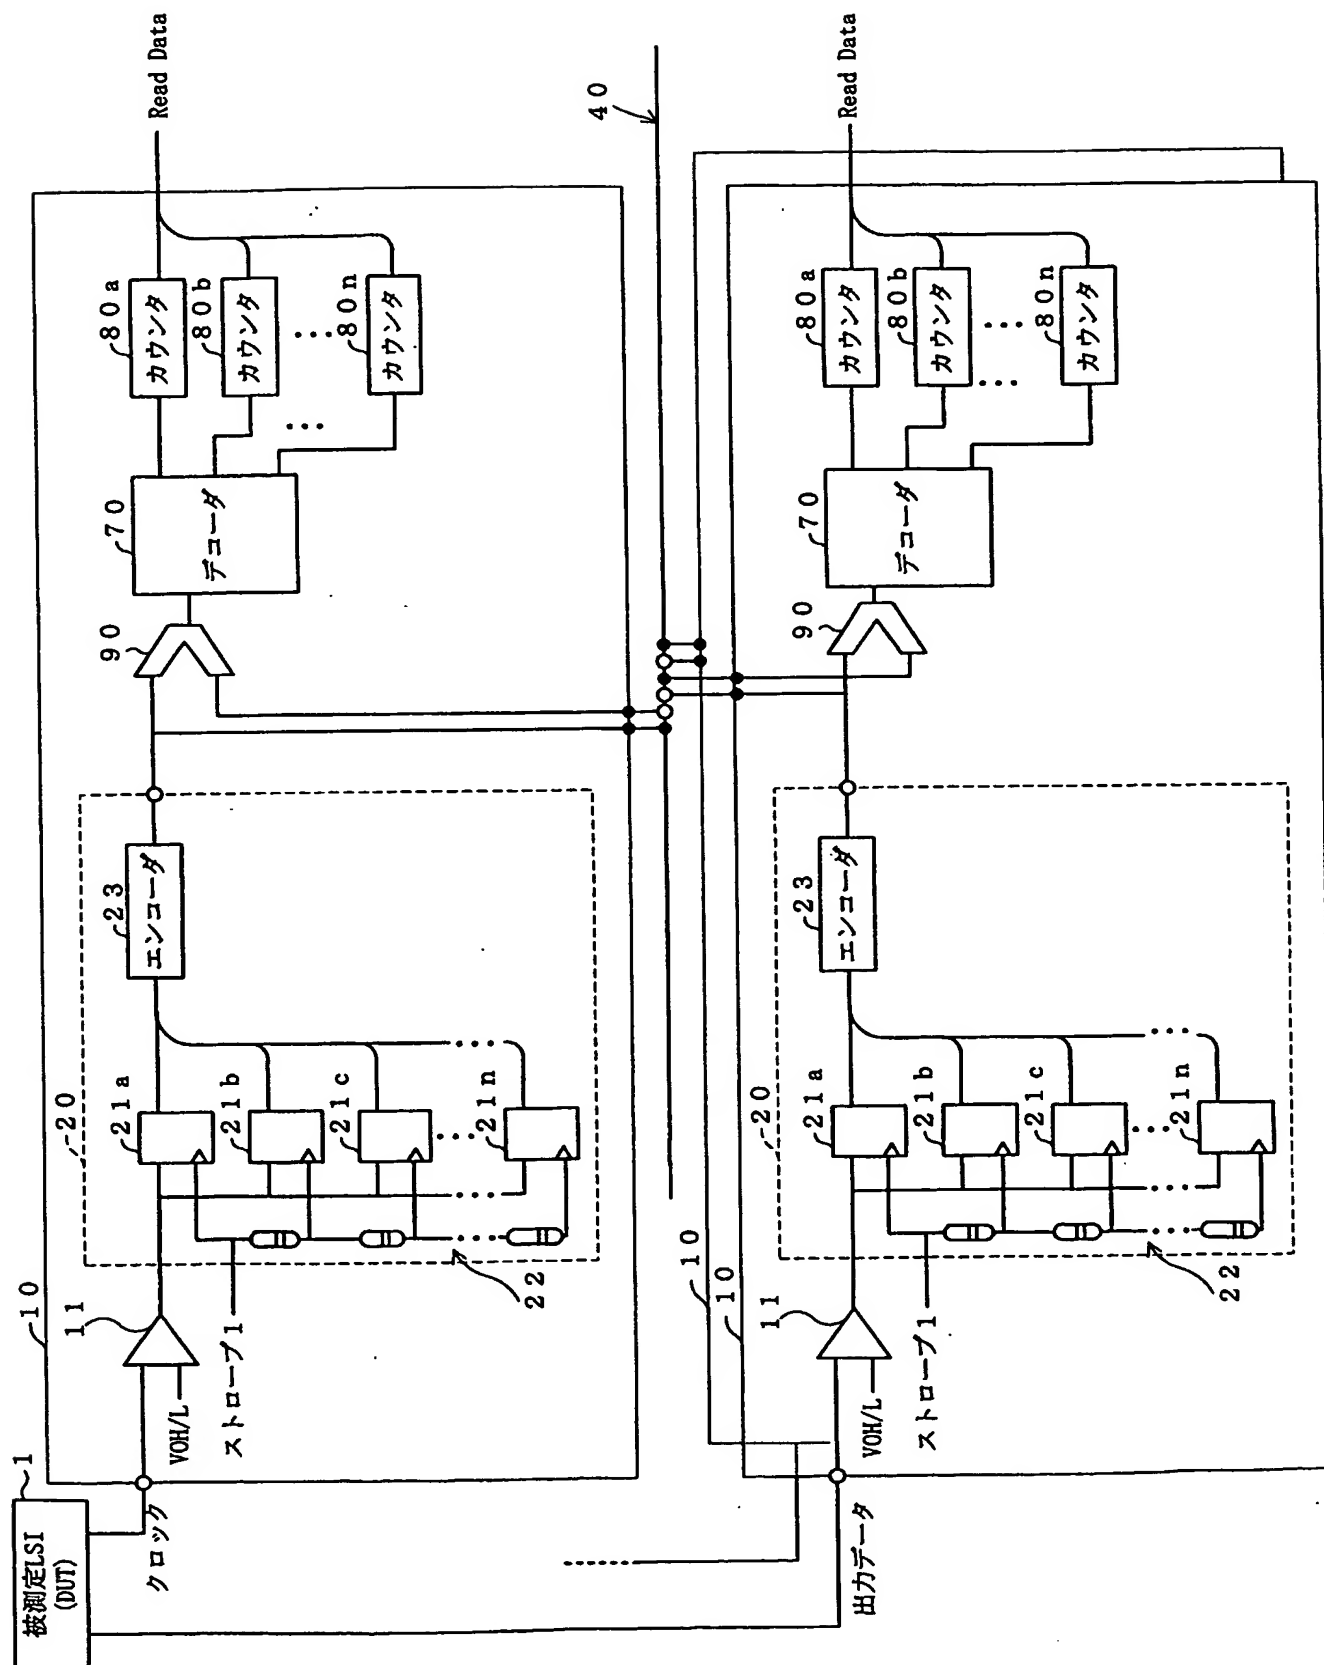 被測定LSI
(DUT)
1
クロック
10
VOH/L
11
ストローブ1
22
20
21a
21b
21c
21n
...
23
エンコーダ
90
70
デコーダ
80a
カウンタ
80b
カウンタ
...
80n
カウンタ
Read Data
40
出力データ
10
10
VOH/L
11
ストローブ1
22
20
21a
21b
21c
21n
...
23
エンコーダ
90
70
デコーダ
80a
カウンタ
80b
カウンタ
...
80n
カウンタ
Read Data